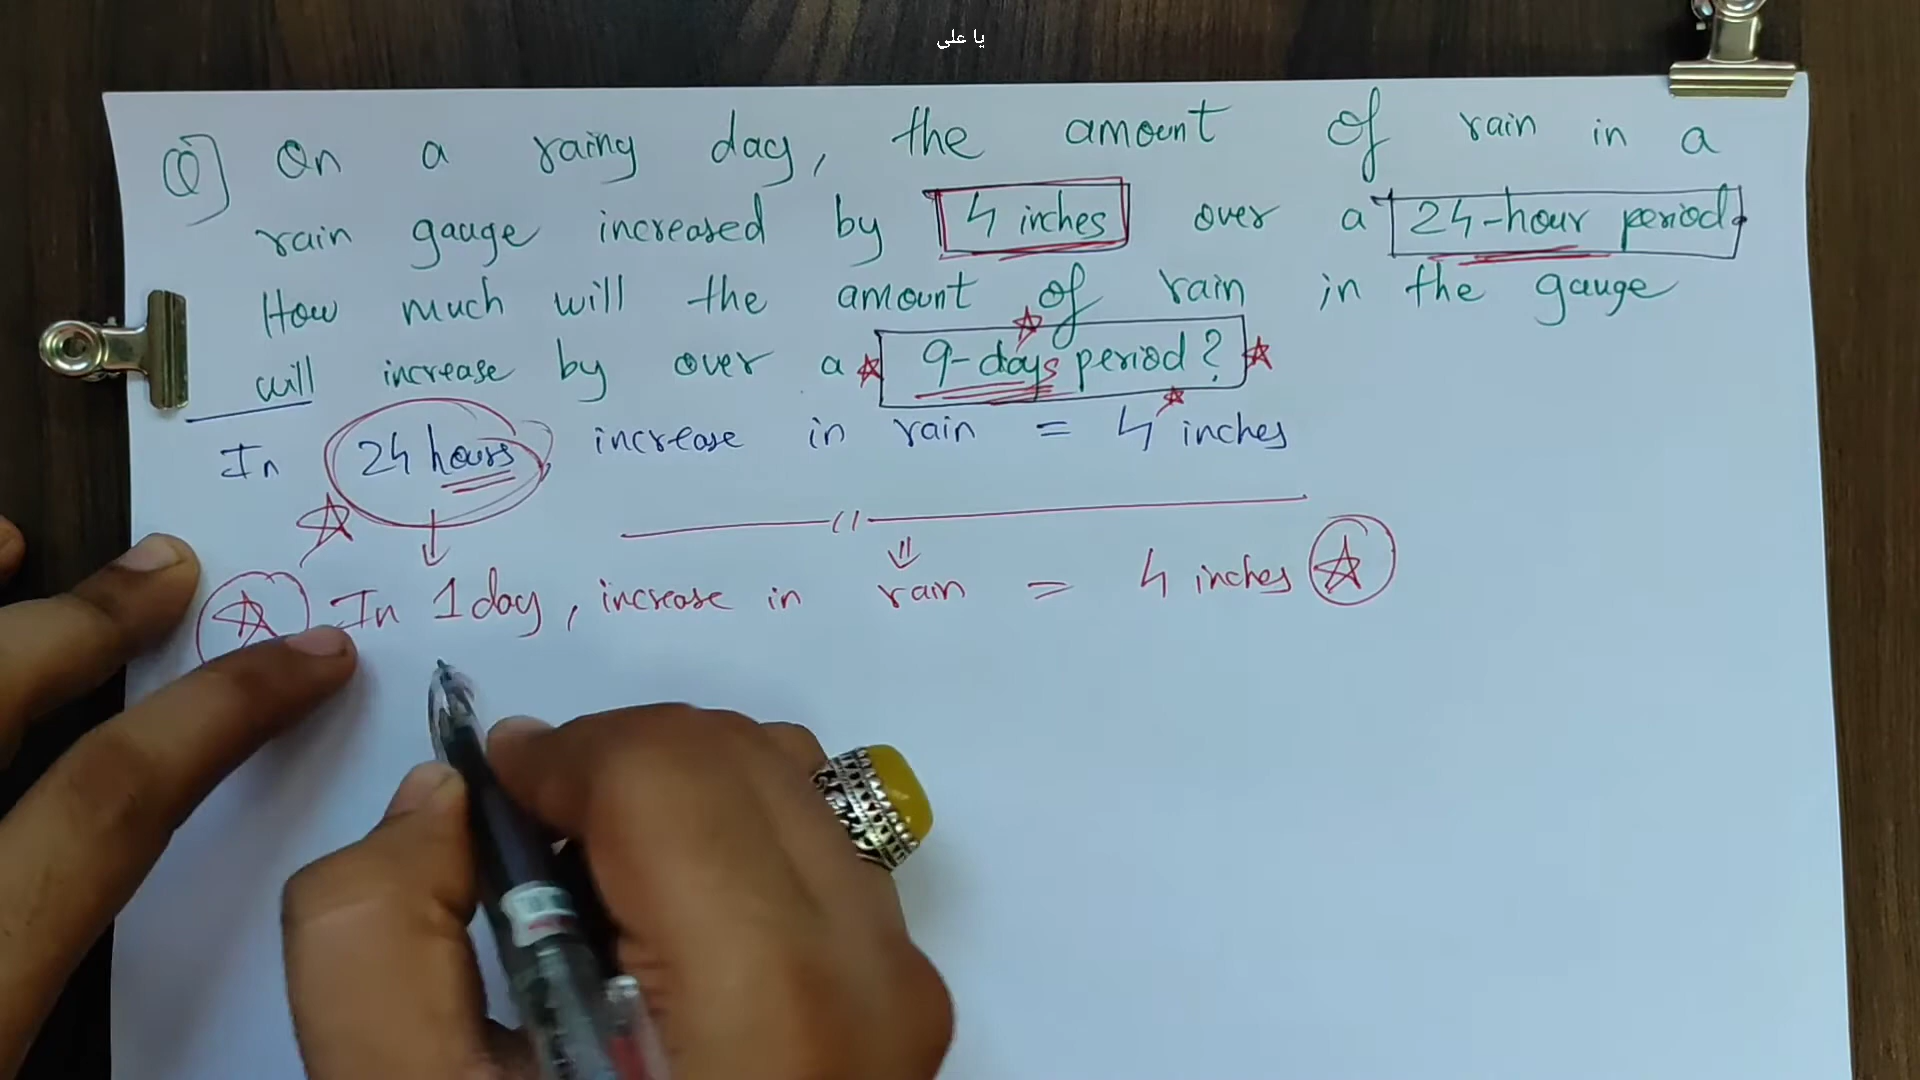 يا علي
Q] On a rainy day, the amount of rain in a
rain gauge increased by 4 inches over a 24-hour period.
How much will the amount of rain in the gauge
will increase by over a 9-days period?
In 24 hours increase in rain = 4 inches
In 1 day, increase in rain = 4 inches